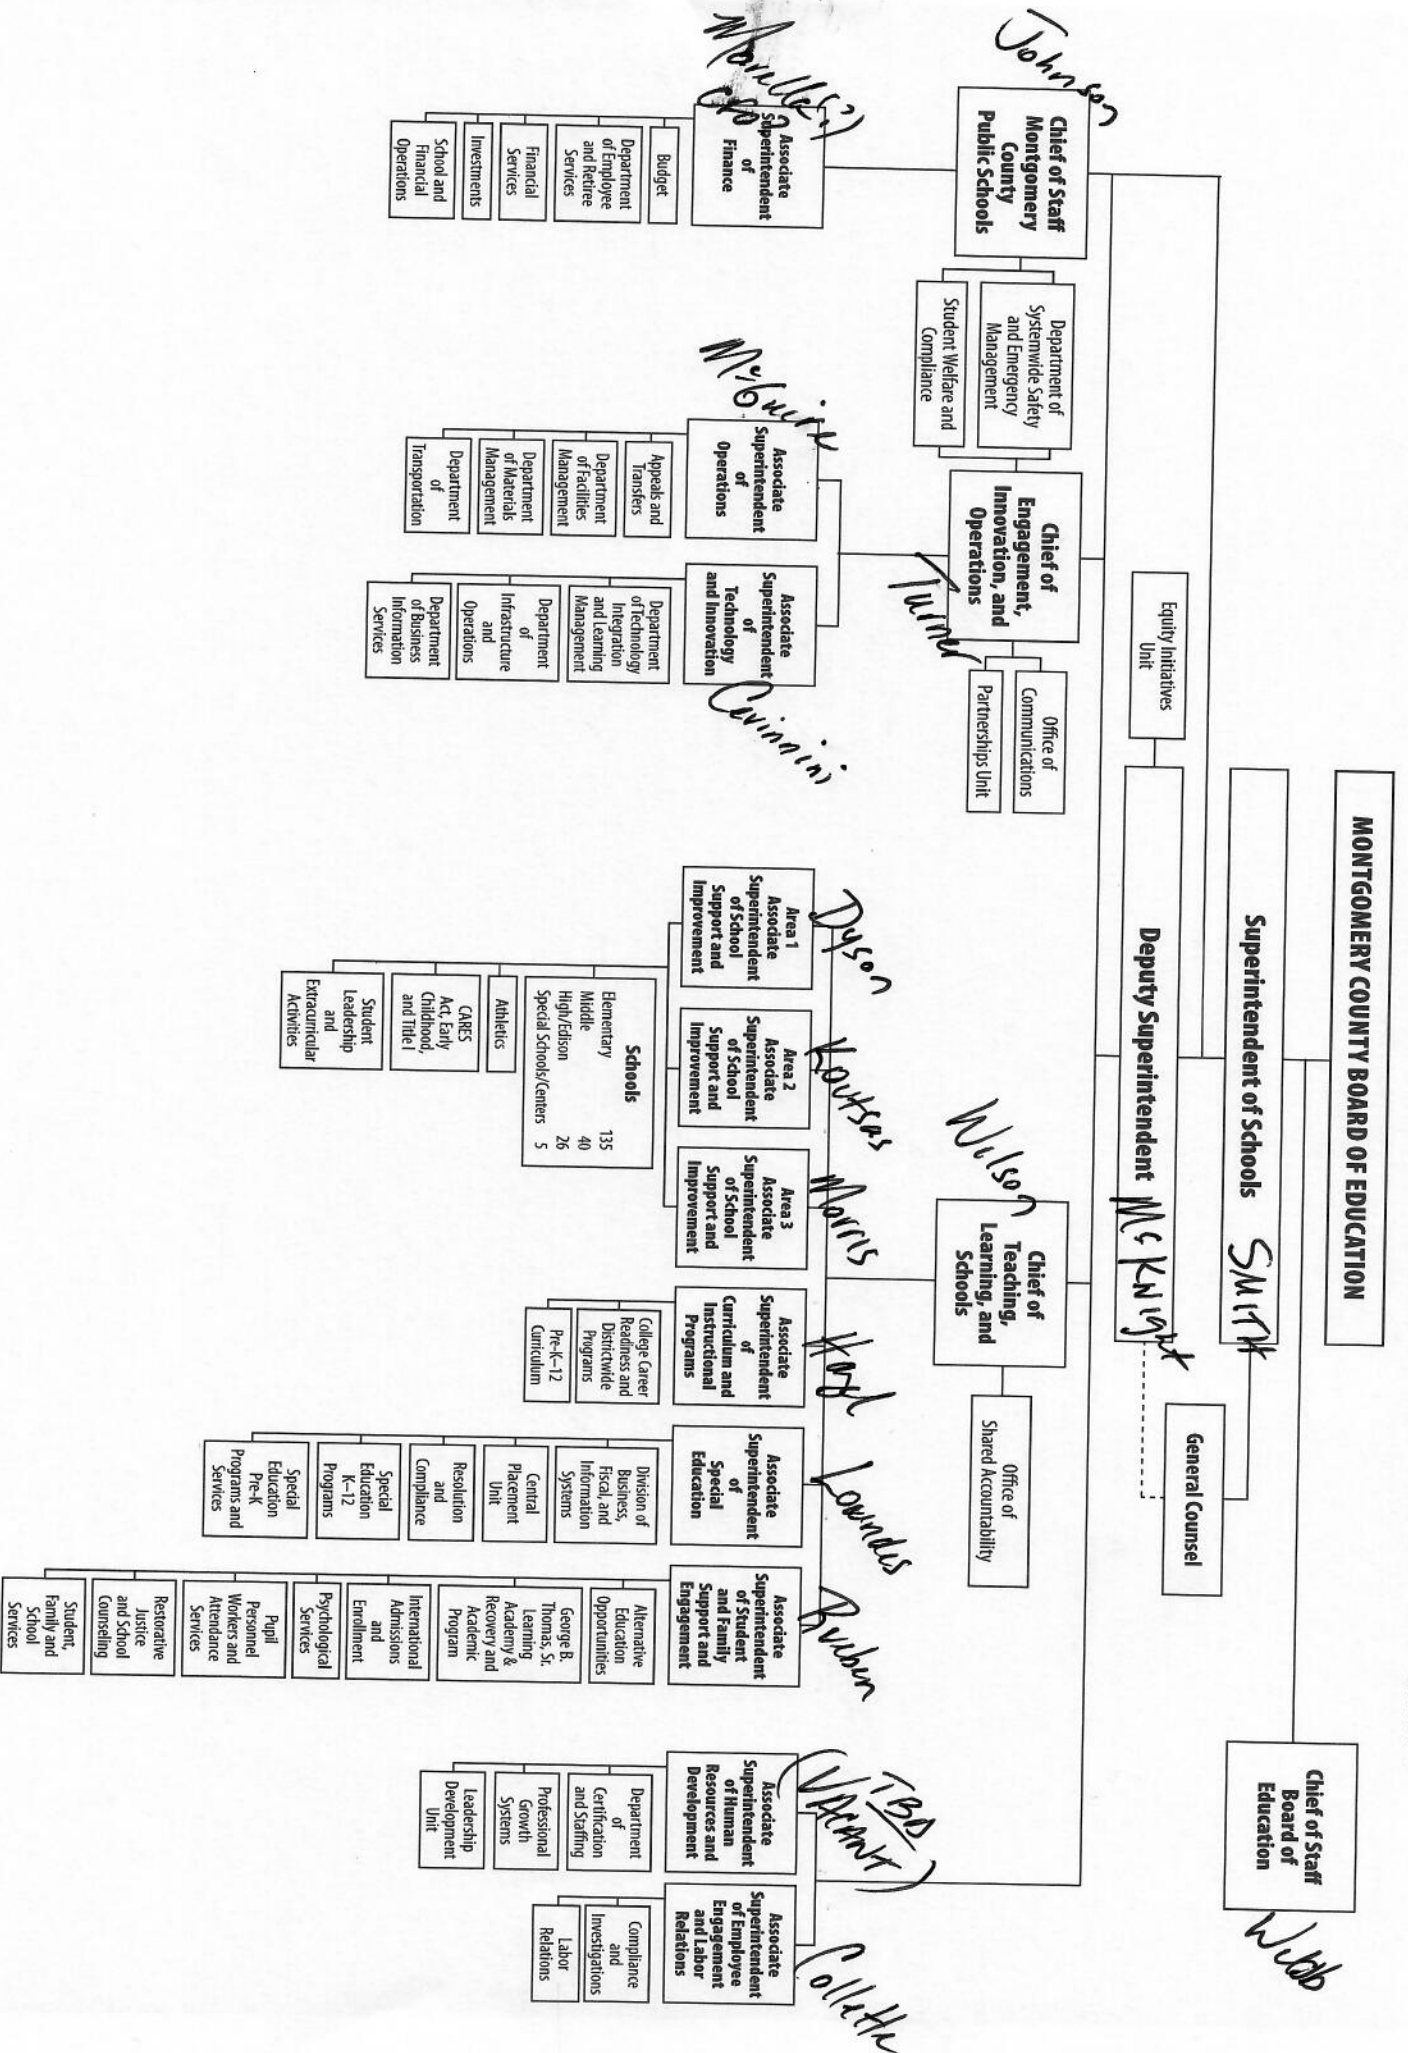 MONTGOMERY COUNTY BOARD OF EDUCATION
Chief of Staff
Board of
Education
Webb
Superintendent of Schools
SMITH
General Counsel
Deputy Superintendent
McKnight
Equity Initiatives
Unit
Johnson
Chief of Staff
Montgomery
County
Public Schools
Department of
Systemwide Safety
and Emergency
Management
Student Welfare and
Compliance
Chief of
Engagement,
Innovation, and
Operations
Turner
Office of
Communications
Partnerships Unit
Wilson
Chief of
Teaching,
Learning, and
Schools
Office of
Shared Accountability
(?)
Associate
Superintendent
of
Finance
Budget
Department
of Employee
and Retiree
Services
Financial
Services
Investments
School and
Financial
Operations
McGuire
Associate
Superintendent
of
Operations
Appeals and
Transfers
Department
of Facilities
Management
Department
of Materials
Management
Department
of
Transportation
Associate
Superintendent
of
Technology
and Innovation
Department
of Technology
Integration
and Learning
Management
Department
of
Infrastructure
and
Operations
Department
of Business
Information
Services
Dyson
Area 1
Associate
Superintendent
of School
Support and
Improvement
Koutsas
Area 2
Associate
Superintendent
of School
Support and
Improvement
Morris
Area 3
Associate
Superintendent
of School
Support and
Improvement
Schools
Elementary 135
Middle 40
High/Edison 26
Special Schools/Centers 5
Athletics
CARES
Act, Early
Childhood,
and Title I
Student
Leadership
and
Extracurricular
Activities
Hazel
Associate
Superintendent
of
Curriculum and
Instructional
Programs
College Career
Readiness and
Districtwide
Programs
Pre-K–12
Curriculum
Lowndes
Associate
Superintendent
of
Special
Education
Division of
Business,
Fiscal, and
Information
Systems
Central
Placement
Unit
Resolution
and
Compliance
Special
Education
K–12
Programs
Special
Education
Pre-K
Programs and
Services
Associate
Superintendent
of Student
and Family
Support and
Engagement
Alternative
Education
Opportunities
George B.
Thomas, Sr.
Learning
Academy &
Recovery and
Academic
Program
International
Admissions
and
Enrollment
Psychological
Services
Pupil
Personnel
Workers and
Attendance
Services
Restorative
Justice
and School
Counseling
Student,
Family and
School
Services
TBD
(VACANT)
Associate
Superintendent
of Human
Resources and
Development
Department
of
Certification
and Staffing
Professional
Growth
Systems
Leadership
Development
Unit
Collette
Associate
Superintendent
of Employee
Engagement
and Labor
Relations
Compliance
and
Investigations
Labor
Relations